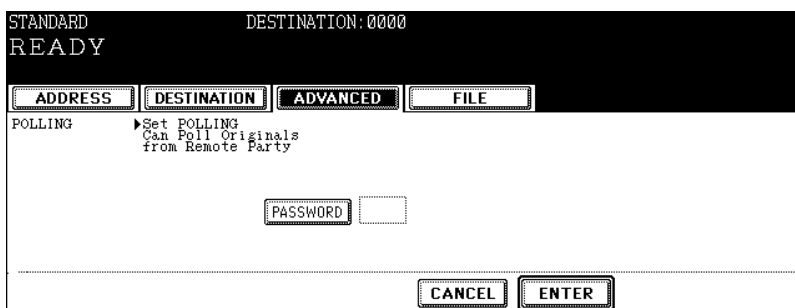 STANDARD DESTINATION:0000
READY
ADDRESS DESTINATION ADVANCED FILE
POLLING ▶Set POLLING
Can Poll Originals
from Remote Party
PASSWORD
CANCEL ENTER